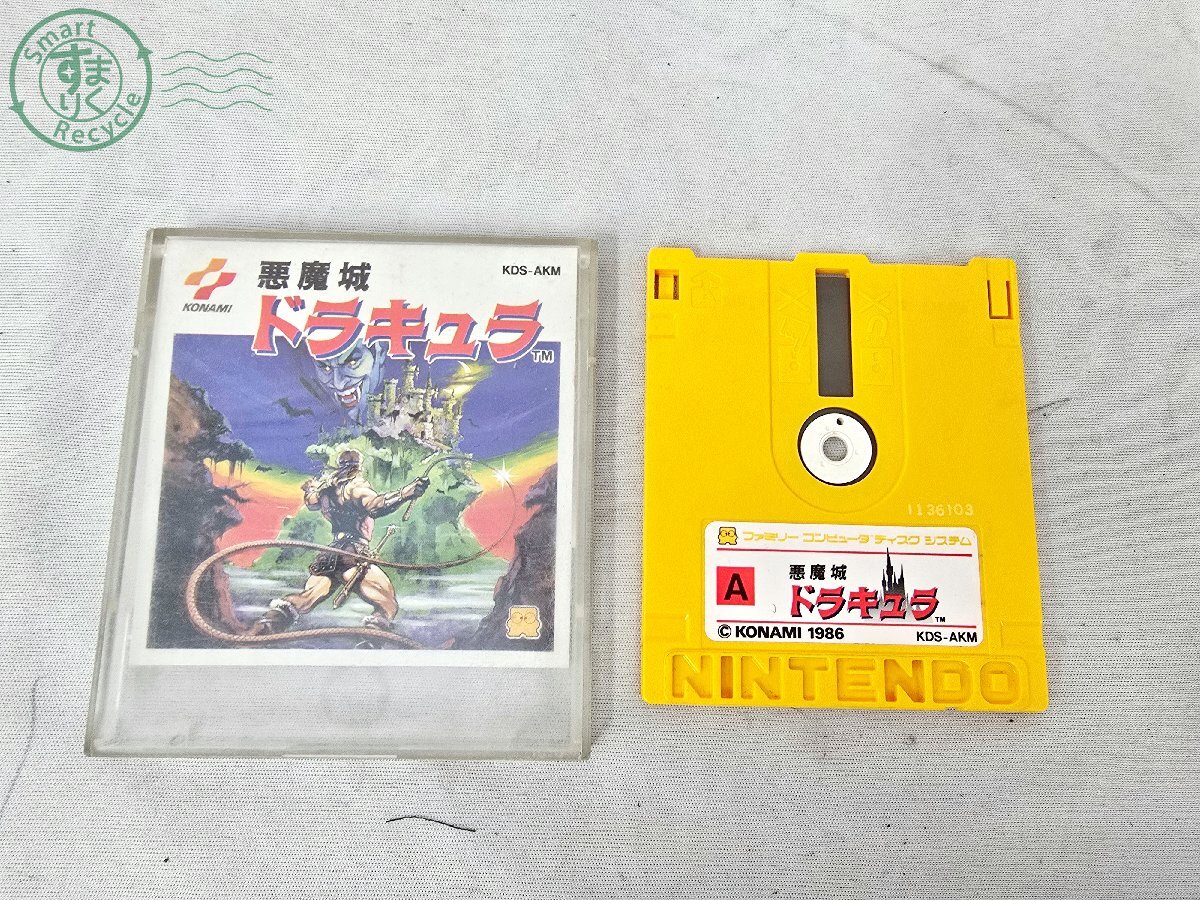 Smart
すまりく
Recycle
KONAMI
悪魔城
KDS-AKM
ドラキュラ
TM
1136103
ファミリー コンピュータ ディスク システム
A
悪魔城
ドラキュラ
TM
© KONAMI 1986
KDS-AKM
NINTENDO